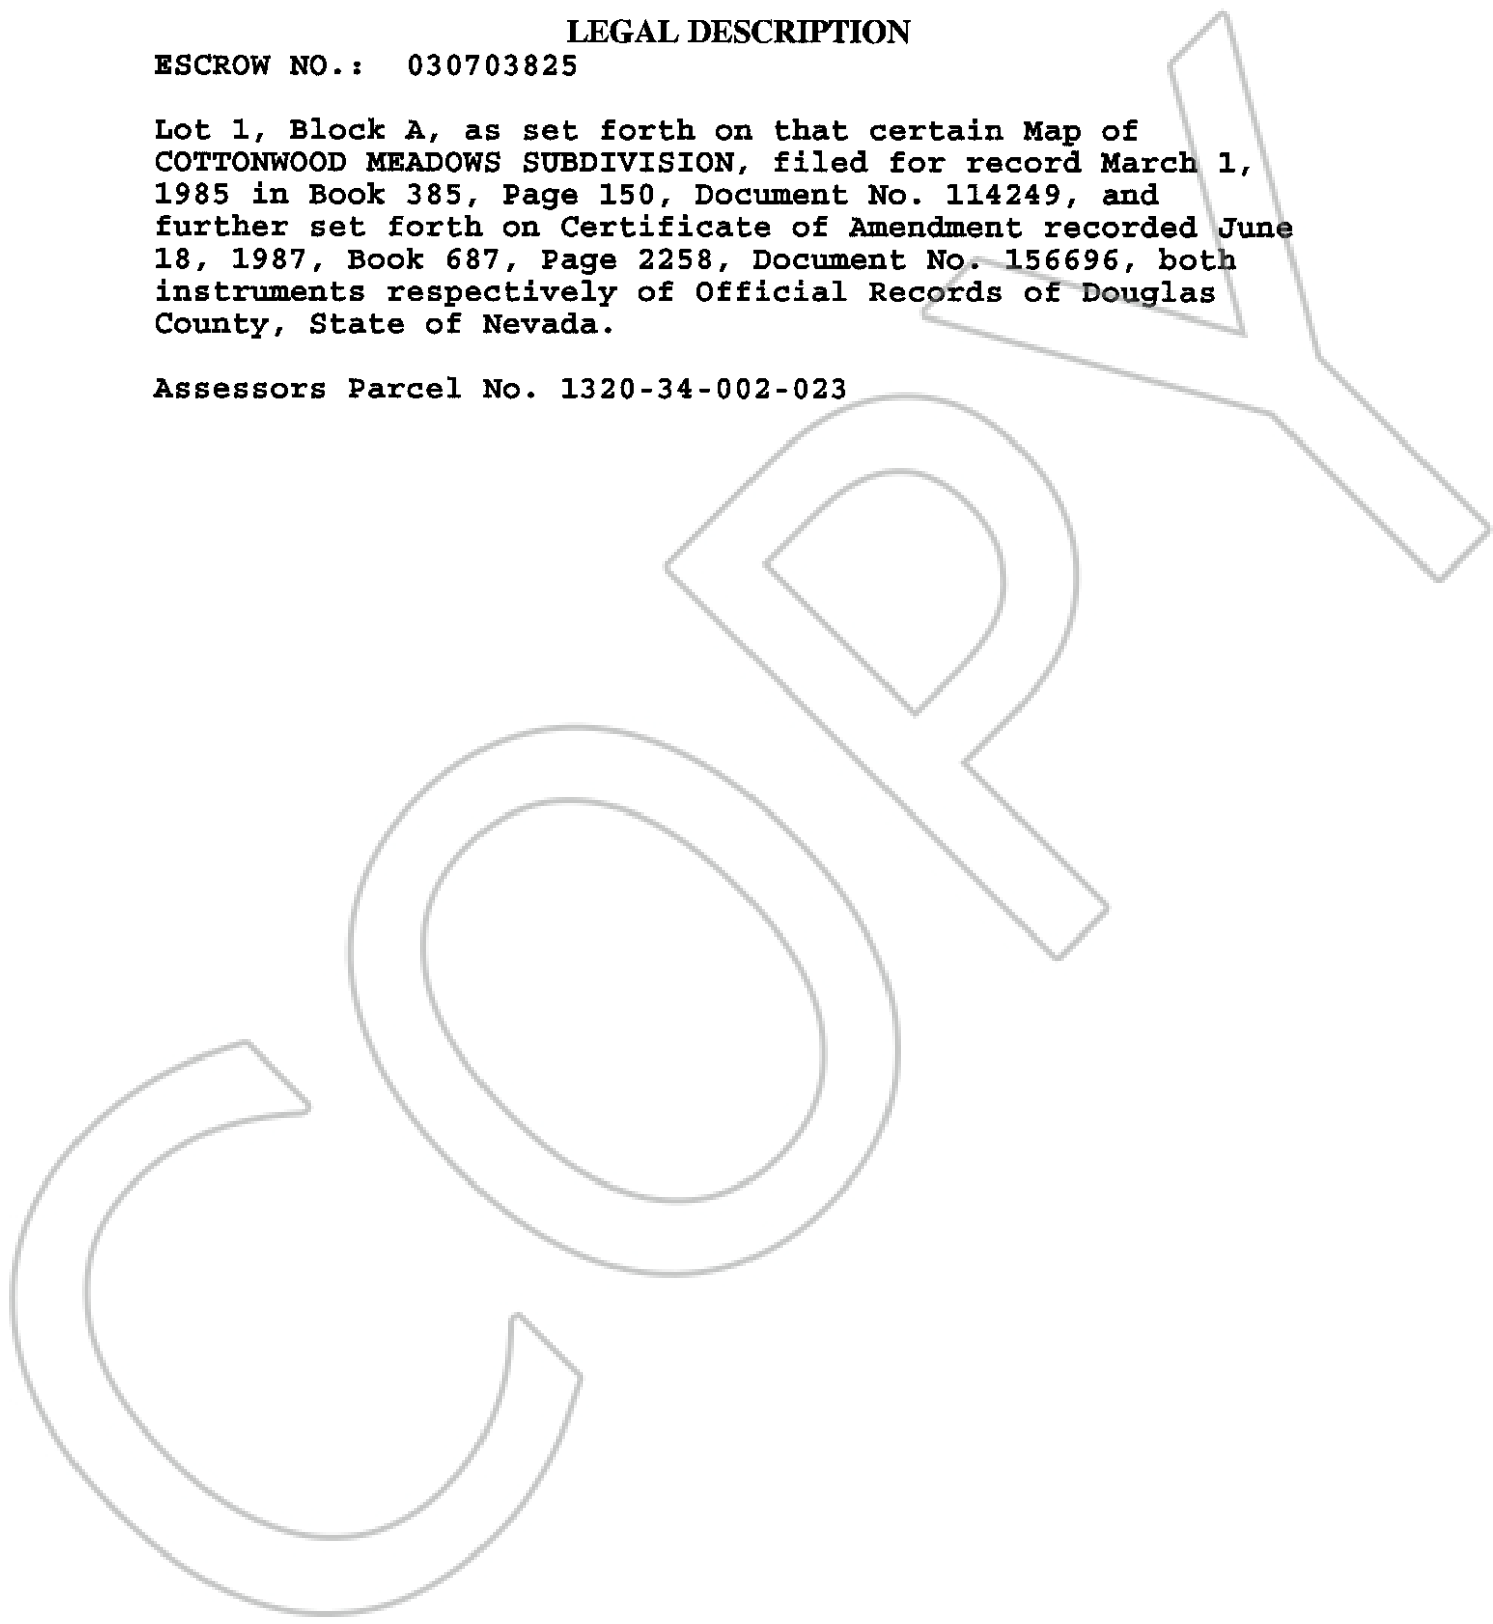 LEGAL DESCRIPTION
ESCROW NO.: 030703825
Lot 1, Block A, as set forth on that certain Map of
COTTONWOOD MEADOWS SUBDIVISION, filed for record March 1,
1985 in Book 385, Page 150, Document No. 114249, and
further set forth on Certificate of Amendment recorded June
18, 1987, Book 687, Page 2258, Document No. 156696, both
instruments respectively of Official Records of Douglas
County, State of Nevada.
Assessors Parcel No. 1320-34-002-023
COPY